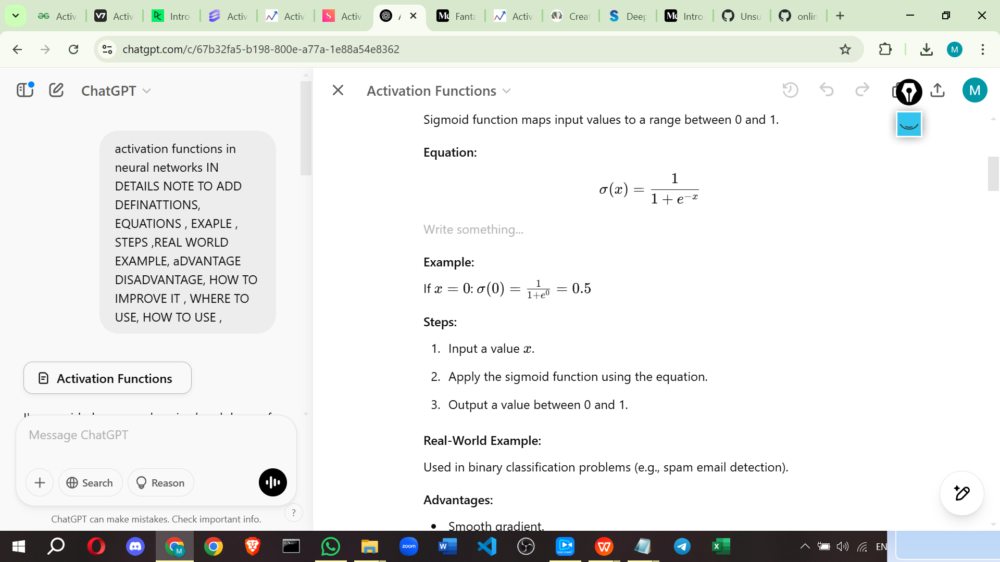 Activ
Activ
Intro
Activ
Activ
Activ
Fanta
Activ
Creat
Deep
Intro
Unsu
onlin
chatgpt.com/c/67b32fa5-b198-800e-a77a-1e88a54e8362
M
ChatGPT
Activation Functions
M
activation functions in
neural networks IN
DETAILS NOTE TO ADD
DEFINATTIONS,
EQUATIONS , EXAPLE ,
STEPS ,REAL WORLD
EXAMPLE, aDVANTAGE
DISADVANTAGE, HOW TO
IMPROVE IT , WHERE TO
USE, HOW TO USE ,
Activation Functions
Message ChatGPT
Search
Reason
ChatGPT can make mistakes. Check important info.
?
Sigmoid function maps input values to a range between 0 and 1.
Equation:
σ(x) = 1 / (1 + e^{-x})
Write something...
Example:
If x = 0: σ(0) = 1/(1+e^0) = 0.5
Steps:
1. Input a value x.
2. Apply the sigmoid function using the equation.
3. Output a value between 0 and 1.
Real-World Example:
Used in binary classification problems (e.g., spam email detection).
Advantages:
• Smooth gradient.
zoom
EN